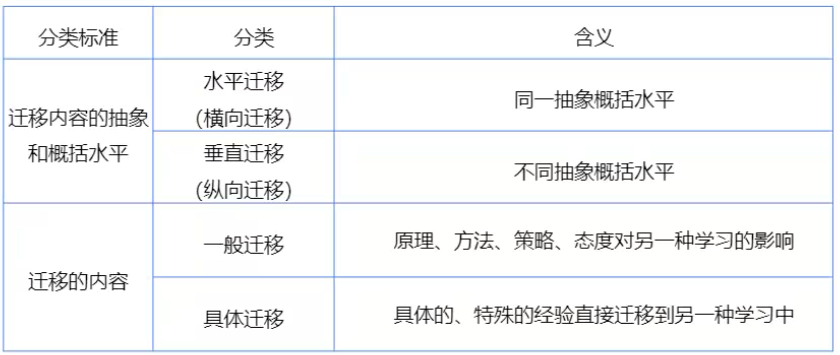 分类标准 分类 含义
迁移内容的抽象
和概括水平
水平迁移
(横向迁移)
同一抽象概括水平
垂直迁移
(纵向迁移)
不同抽象概括水平
迁移的内容
一般迁移
原理、方法、策略、态度对另一种学习的影响
具体迁移
具体的、特殊的经验直接迁移到另一种学习中